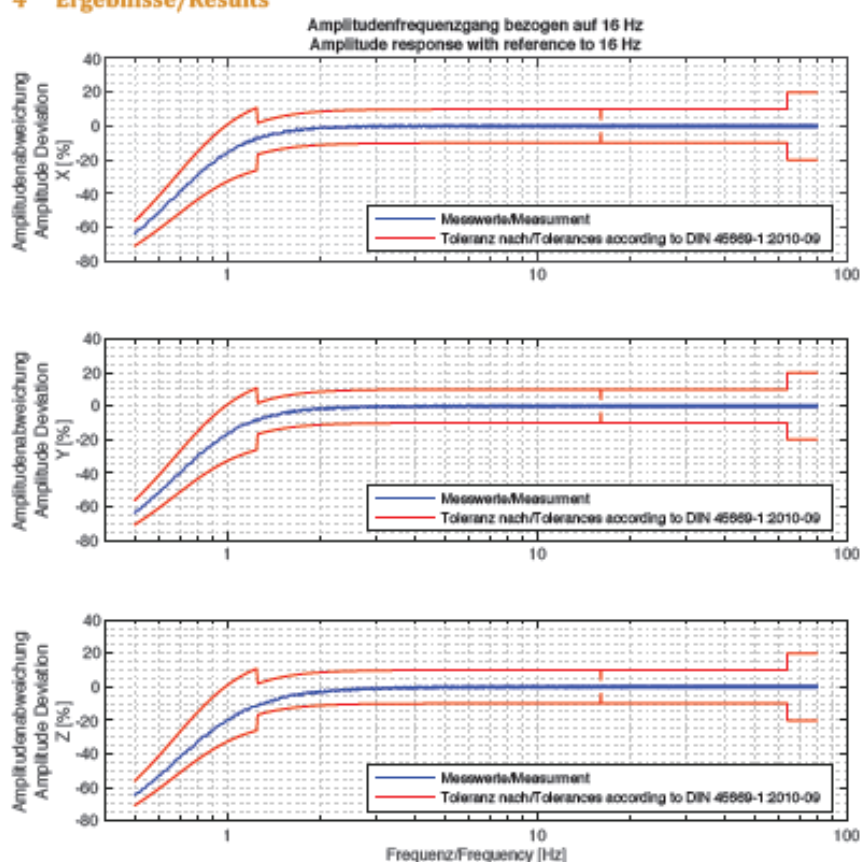 4 Ergebnisse/Results
Amplitudenfrequenzgang bezogen auf 16 Hz
Amplitude response with reference to 16 Hz
Amplitudenabweichung
Amplitude Deviation
X [%]
40
20
0
-20
-40
-60
-80
Messwerte/Measurment
Toleranz nach/Tolerances according to DIN 45669-1:2010-09
1
10
100
Amplitudenabweichung
Amplitude Deviation
Y [%]
40
20
0
-20
-40
-60
-80
Messwerte/Measurment
Toleranz nach/Tolerances according to DIN 45669-1:2010-09
1
10
100
Amplitudenabweichung
Amplitude Deviation
Z [%]
40
20
0
-20
-40
-60
-80
Messwerte/Measurment
Toleranz nach/Tolerances according to DIN 45669-1:2010-09
1
10
100
Frequenz/Frequency [Hz]